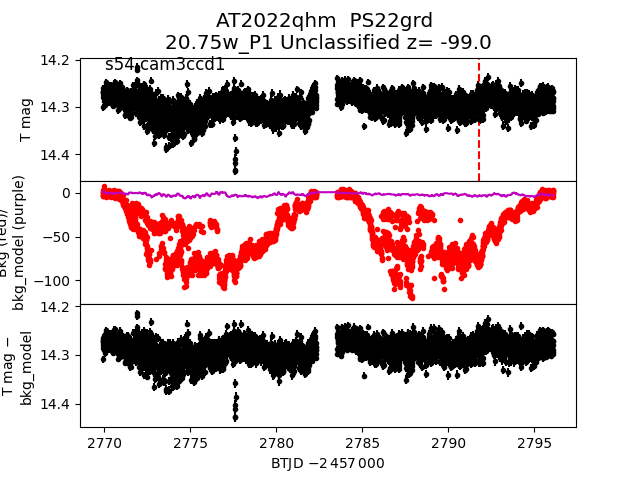 AT2022qhm  PS22grd
20.75w_P1 Unclassified z= -99.0
s54 cam3ccd1
14.2
14.3
14.4
T mag
0
−50
−100
Bkg (red)/
bkg_model (purple)
14.2
14.3
14.4
T mag −
bkg_model
2770
2775
2780
2785
2790
2795
BTJD −2 457 000